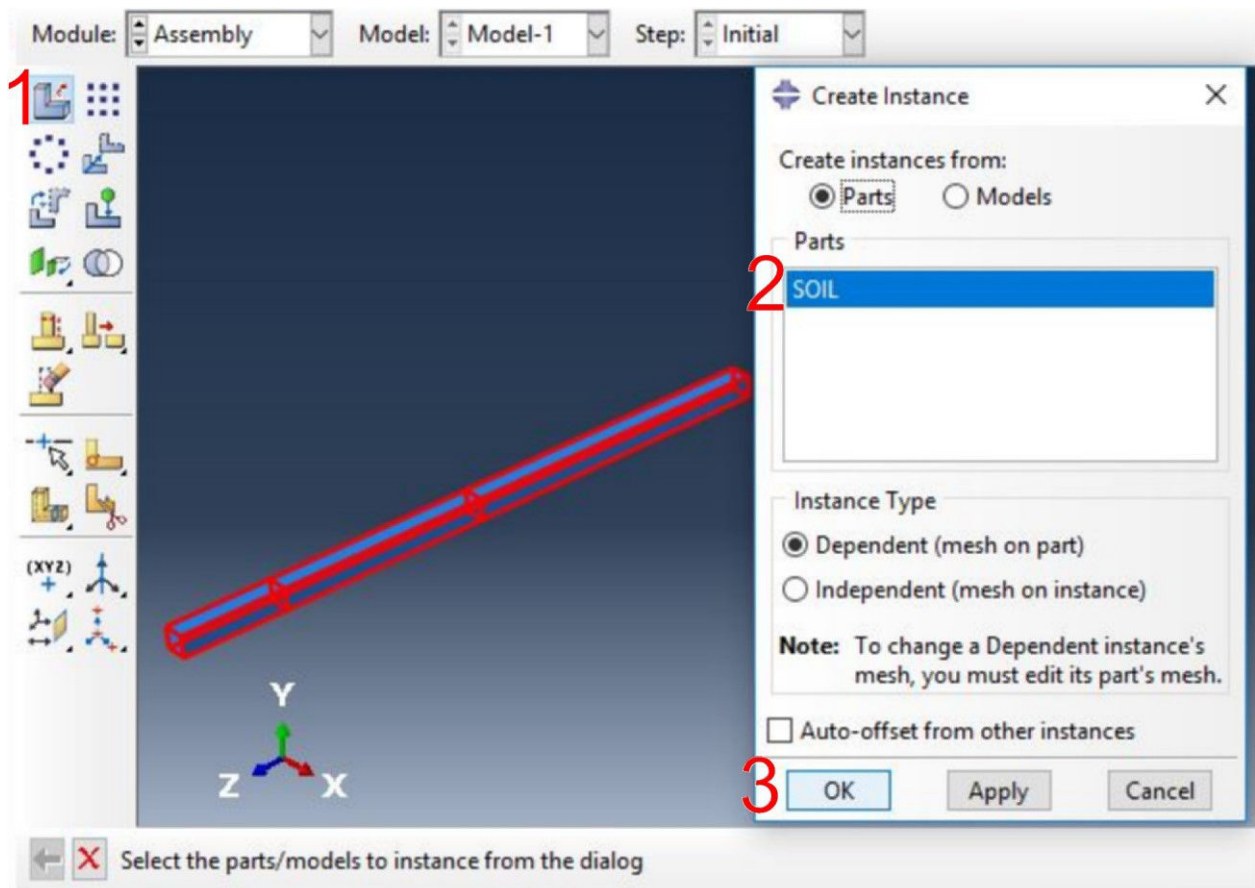 Module: Assembly Model: Model-1 Step: Initial
1
Create Instance
Create instances from:
Parts Models
Parts
2
SOIL
Instance Type
Dependent (mesh on part)
Independent (mesh on instance)
Note: To change a Dependent instance's
mesh, you must edit its part's mesh.
Auto-offset from other instances
3
OK Apply Cancel
(XYZ)
Y
Z X
Select the parts/models to instance from the dialog